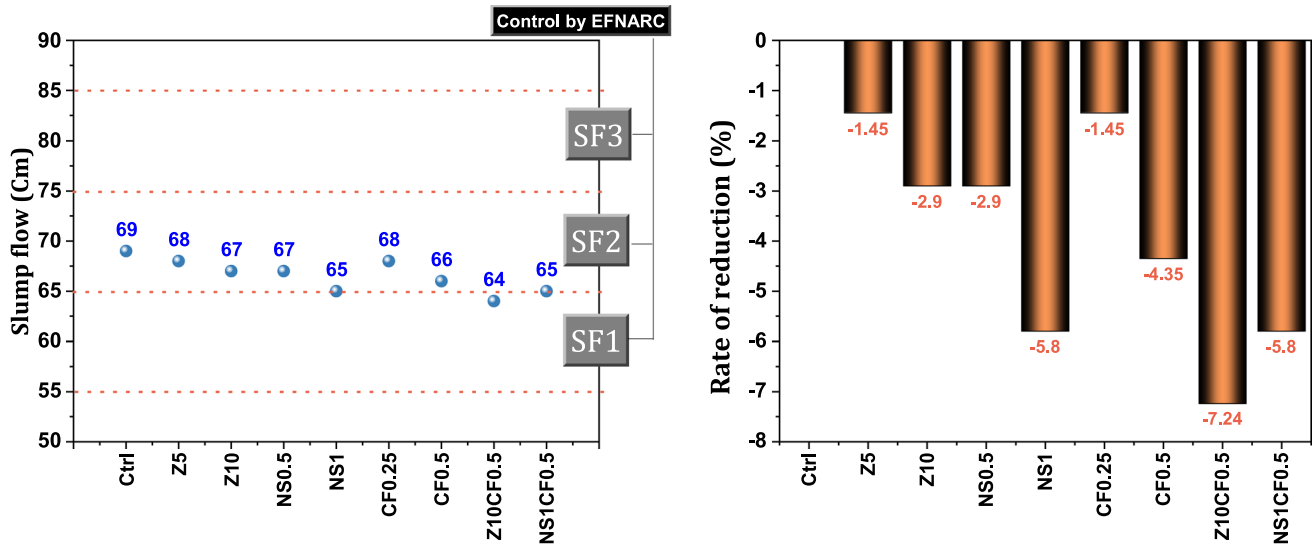 Control by EFNARC
Slump flow (Cm)
90
85
80
75
70
65
60
55
50
69
68
67
67
65
68
66
64
65
SF3
SF2
SF1
Ctrl
Z5
Z10
NS0.5
NS1
CF0.25
CF0.5
Z10CF0.5
NS1CF0.5
Rate of reduction (%)
0
-1
-2
-3
-4
-5
-6
-7
-8
-1.45
-2.9
-2.9
-5.8
-1.45
-4.35
-7.24
-5.8
Ctrl
Z5
Z10
NS0.5
NS1
CF0.25
CF0.5
Z10CF0.5
NS1CF0.5